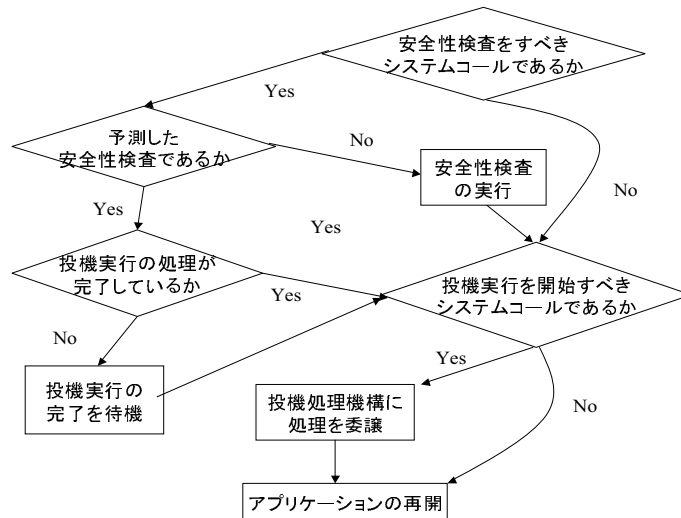 安全性検査をすべき
システムコールであるか
Yes
予測した
安全性検査であるか
No
安全性検査
の実行
No
Yes
Yes
投機実行の処理が
完了しているか
Yes
投機実行を開始すべき
システムコールであるか
No
投機実行の
完了を待機
Yes
投機処理機構に
処理を委譲
No
アプリケーションの再開